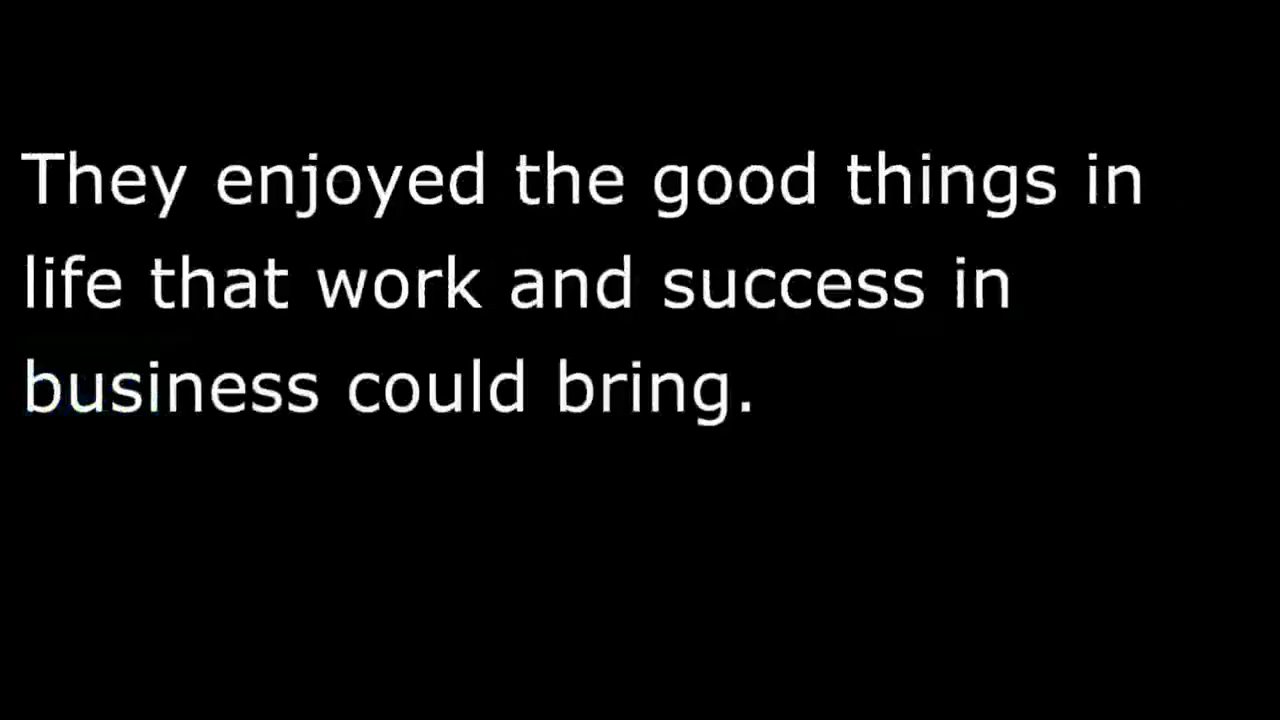 They enjoyed the good things in
life that work and success in
business could bring.